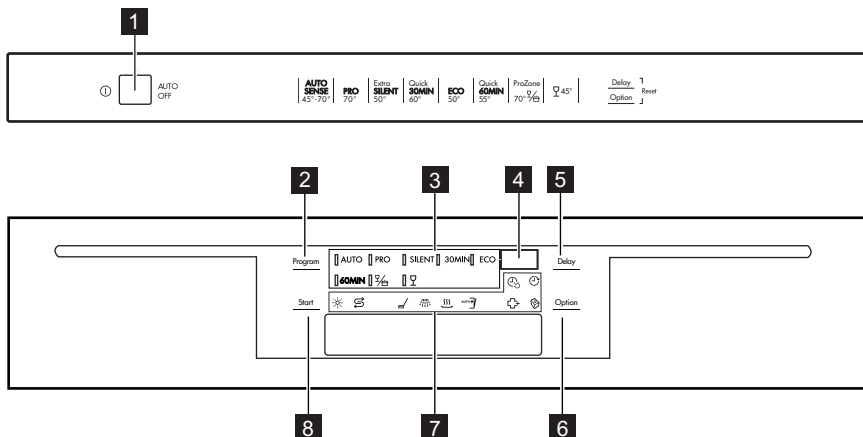 1
AUTO OFF
AUTO SENSE 45°-70°
PRO 70°
Extra SILENT 50°
Quick 30MIN 60°
ECO 50°
Quick 60MIN 55°
ProZone 70°
45°
Delay
Option
Reset
2
3
4
5
Program
AUTO PRO SILENT 30MIN ECO
Delay
60MIN
Start
AUTO
Option
8
7
6